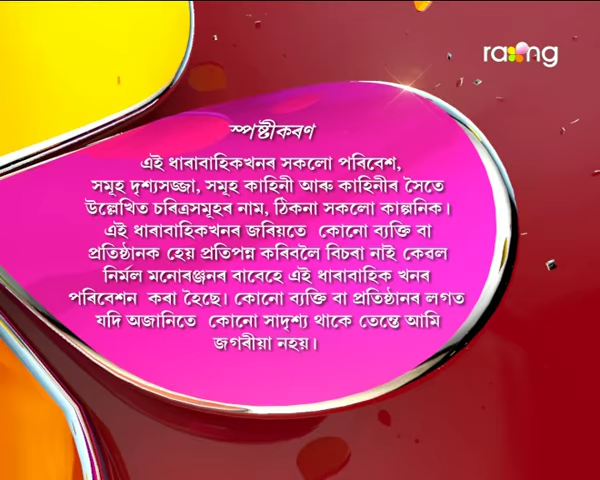 rang
স্পষ্টীকৰণ
এই ধাৰাবাহিকখনৰ সকলো পৰিবেশ,
সমূহ দৃশ্যসজ্জা, সমূহ কাহিনী আৰু কাহিনীৰ সৈতে
উল্লেখিত চৰিত্ৰসমূহৰ নাম, ঠিকনা সকলো কাল্পনিক।
এই ধাৰাবাহিকখনৰ জৰিয়তে কোনো ব্যক্তি বা
প্ৰতিষ্ঠানক হেয় প্ৰতিপন্ন কৰিবলৈ বিচৰা নাই কেৱল
নিৰ্মল মনোৰঞ্জনৰ বাবেহে এই ধাৰাবাহিক খনৰ
পৰিবেশন কৰা হৈছে। কোনো ব্যক্তি বা প্ৰতিষ্ঠানৰ লগত
যদি অজানিতে কোনো সাদৃশ্য থাকে তেন্তে আমি
জগৰীয়া নহয়।